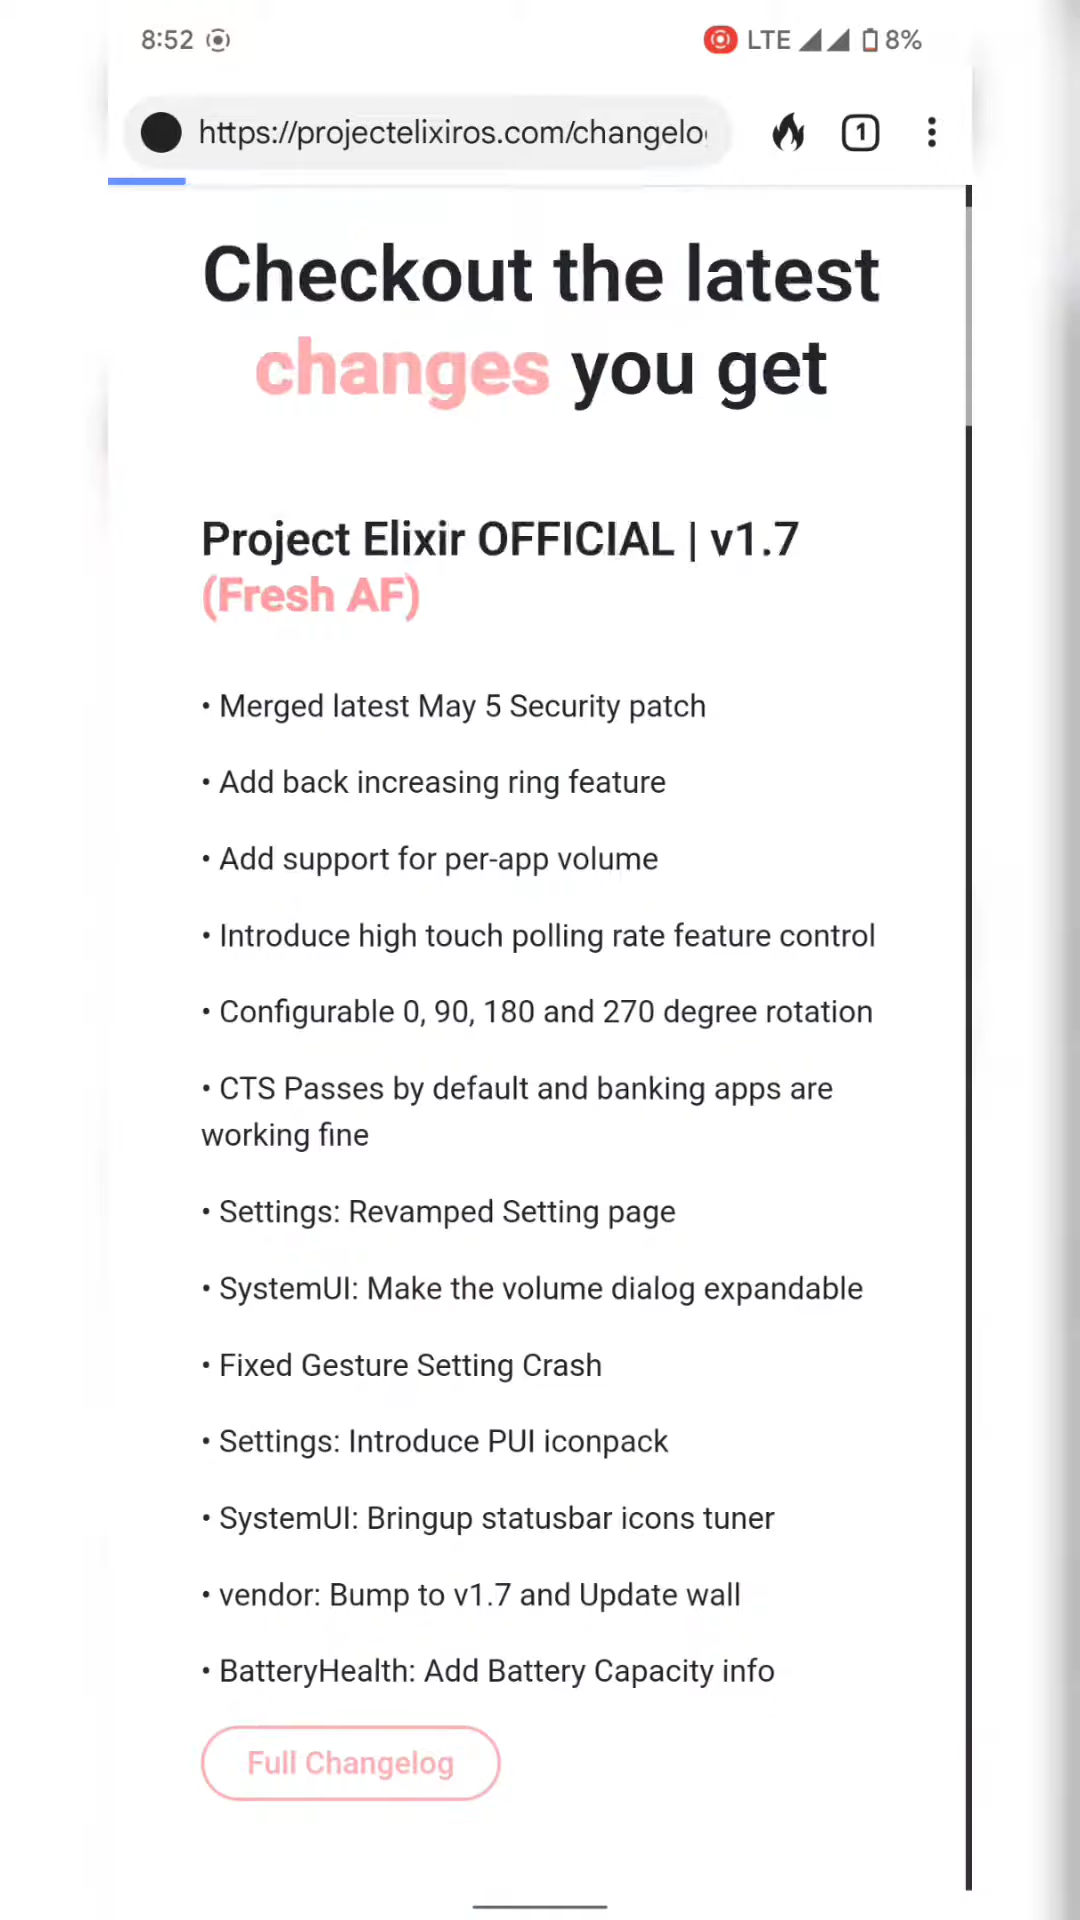 8:52 LTE 8%
https://projectelixiros.com/changelo
1
Checkout the latest
changes you get
Project Elixir OFFICIAL | v1.7
(Fresh AF)
• Merged latest May 5 Security patch
• Add back increasing ring feature
• Add support for per-app volume
• Introduce high touch polling rate feature control
• Configurable 0, 90, 180 and 270 degree rotation
• CTS Passes by default and banking apps are
working fine
• Settings: Revamped Setting page
• SystemUI: Make the volume dialog expandable
• Fixed Gesture Setting Crash
• Settings: Introduce PUI iconpack
• SystemUI: Bringup statusbar icons tuner
• vendor: Bump to v1.7 and Update wall
• BatteryHealth: Add Battery Capacity info
Full Changelog